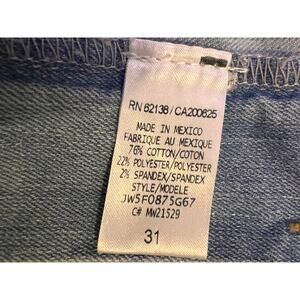 RN 62138/CA200625
MADE IN MEXICO
FABRIQUE AU MEXIQUE
76% COTTON/COTON
22% POLYESTER/POLYESTER
2% SPANDEX/SPANDEX
STYLE/MODELE
JW5F0875G67
C# MW21529
31